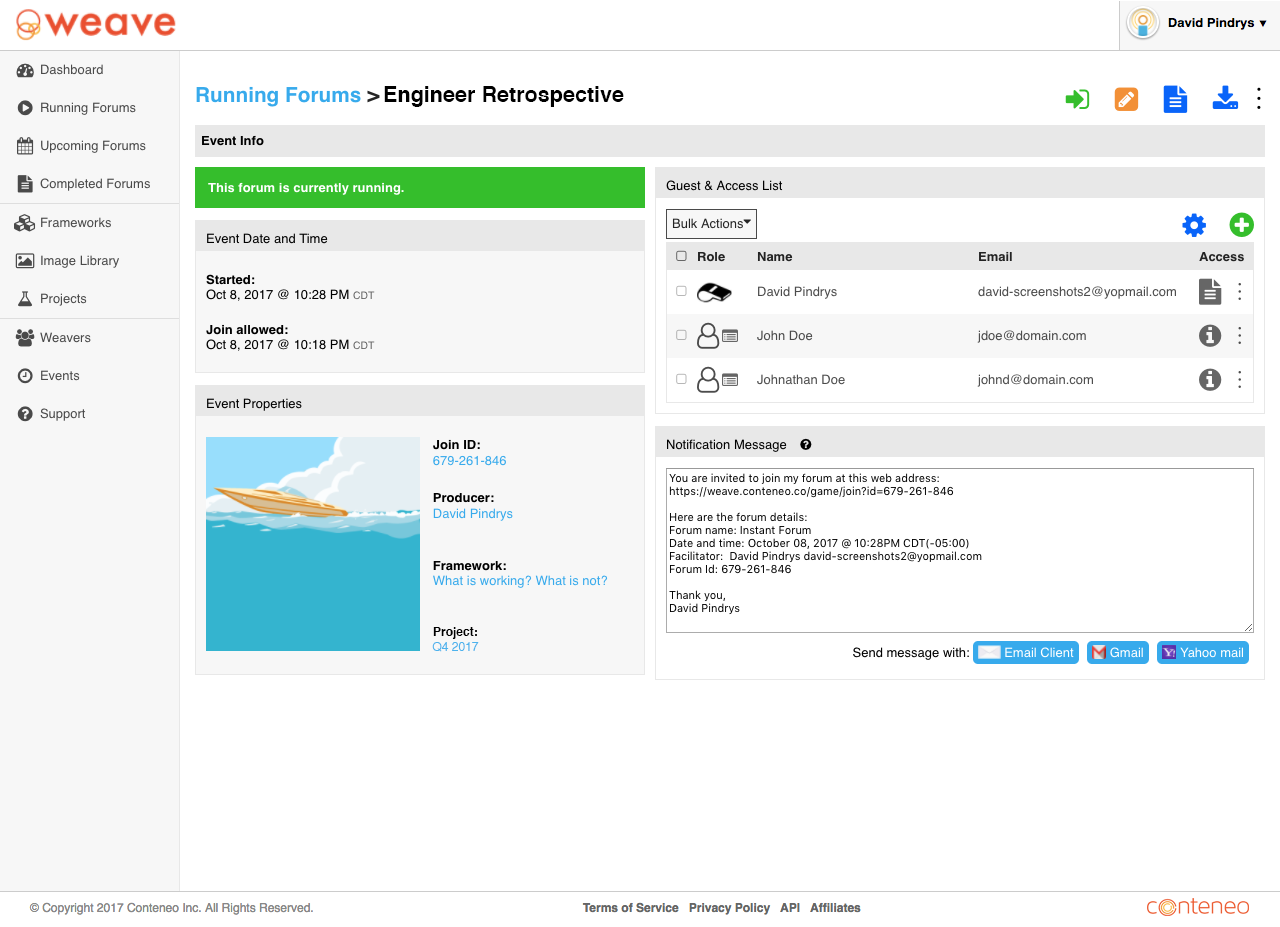 weave
David Pindrys ▾
Dashboard
Running Forums
Upcoming Forums
Completed Forums
Frameworks
Image Library
Projects
Weavers
Events
Support
Running Forums > Engineer Retrospective
Event Info
This forum is currently running.
Event Date and Time
Started:
Oct 8, 2017 @ 10:28 PM CDT
Join allowed:
Oct 8, 2017 @ 10:18 PM CDT
Event Properties
Join ID:
679-261-846
Producer:
David Pindrys
Framework:
What is working? What is not?
Project:
Q4 2017
Guest & Access List
Bulk Actions
Role Name Email Access
David Pindrys david-screenshots2@yopmail.com
John Doe jdoe@domain.com
Johnathan Doe johnd@domain.com
Notification Message
You are invited to join my forum at this web address:
https://weave.conteneo.co/game/join?id=679-261-846
Here are the forum details:
Forum name: Instant Forum
Date and time: October 08, 2017 @ 10:28PM CDT(-05:00)
Facilitator:  David Pindrys david-screenshots2@yopmail.com
Forum Id: 679-261-846
Thank you,
David Pindrys
Send message with: Email Client Gmail Yahoo mail
© Copyright 2017 Conteneo Inc. All Rights Reserved.
Terms of Service Privacy Policy API Affiliates
conteneo